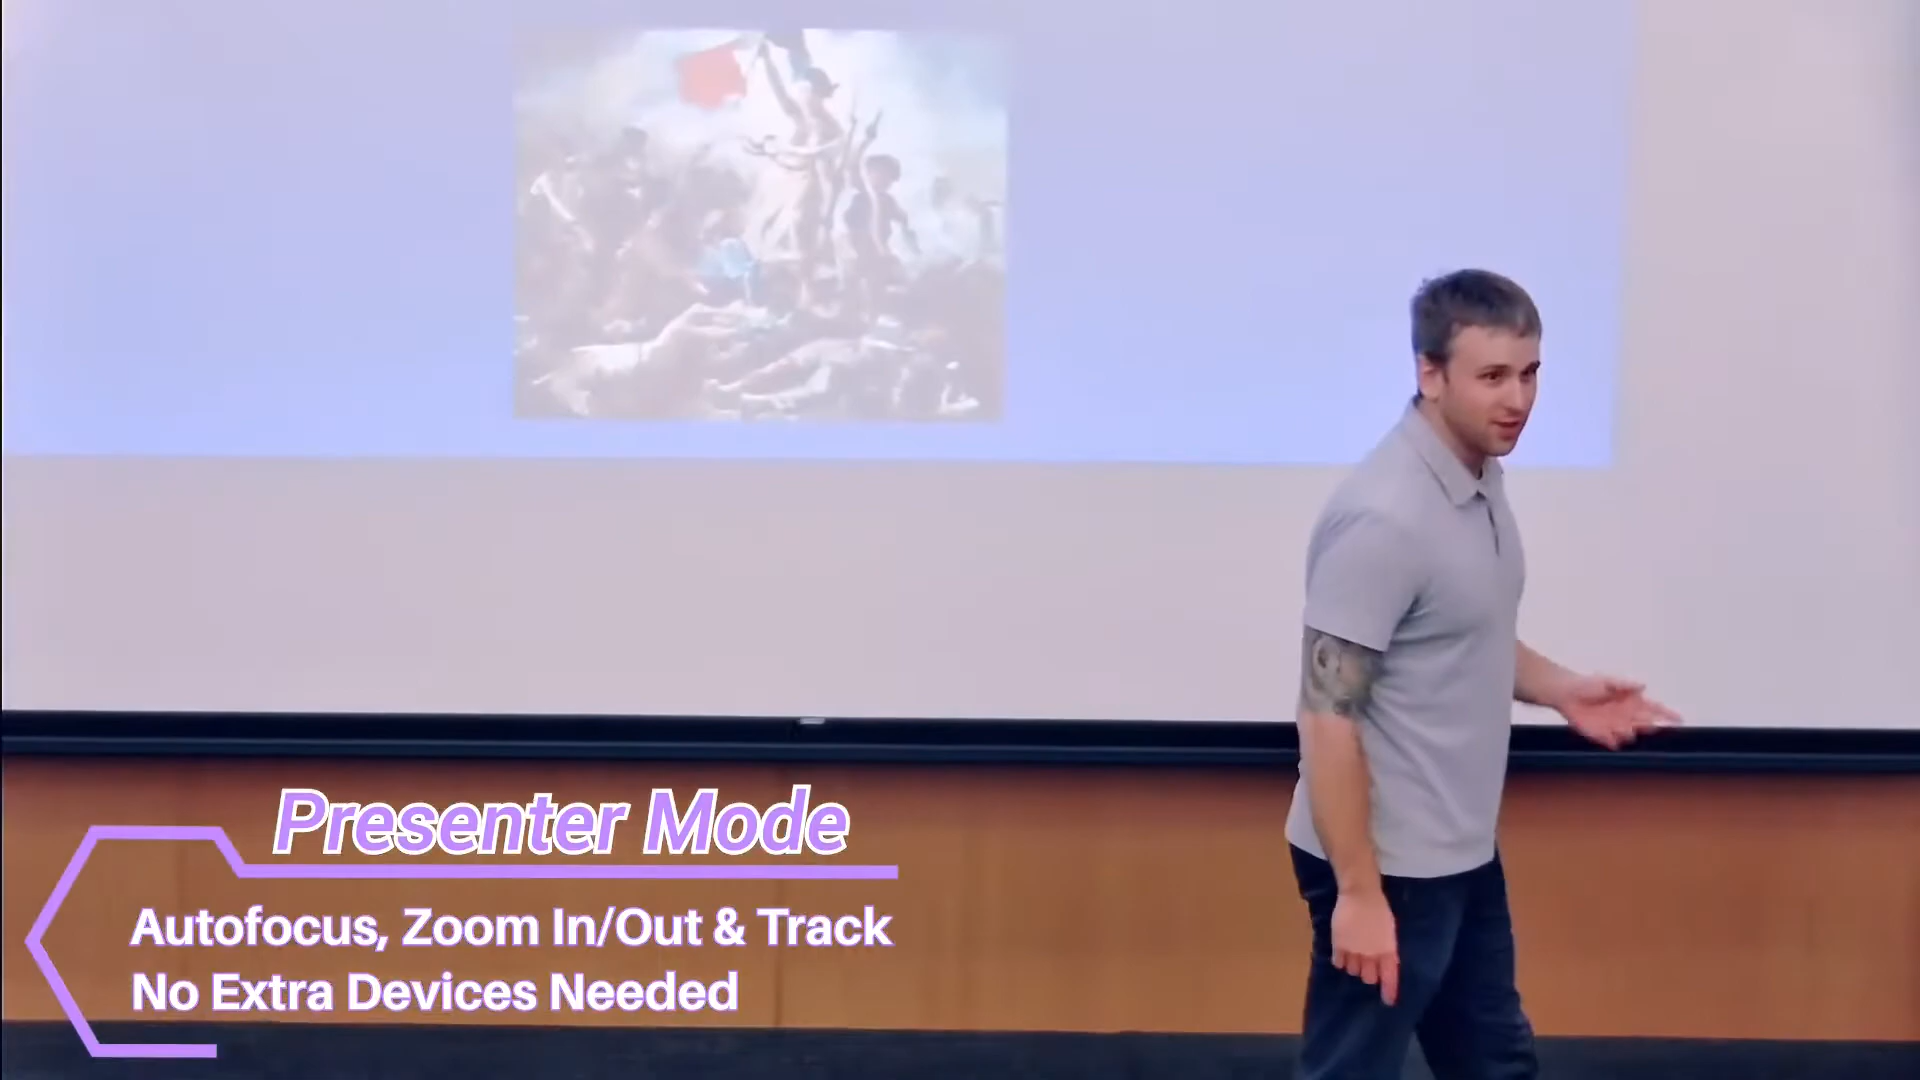 Presenter Mode
Autofocus, Zoom In/Out & Track
No Extra Devices Needed